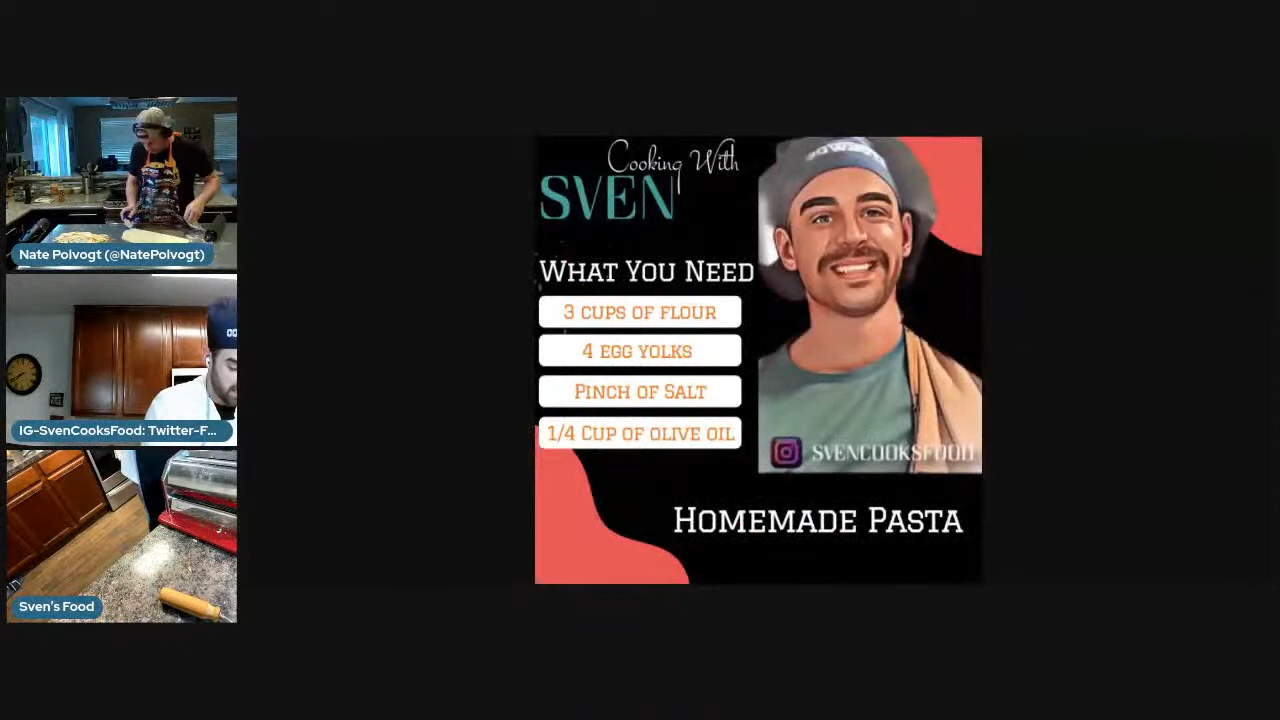 Nate Polvogt (@NatePolvogt)
IG-SvenCooksFood: Twitter-F...
Sven's Food
Cooking With
SVEN
WHAT YOU NEED
3 CUPS OF FLOUR
4 EGG YOLKS
PINCH OF SALT
1/4 CUP OF OLIVE OIL
SVENCOOKSFOOD
HOMEMADE PASTA